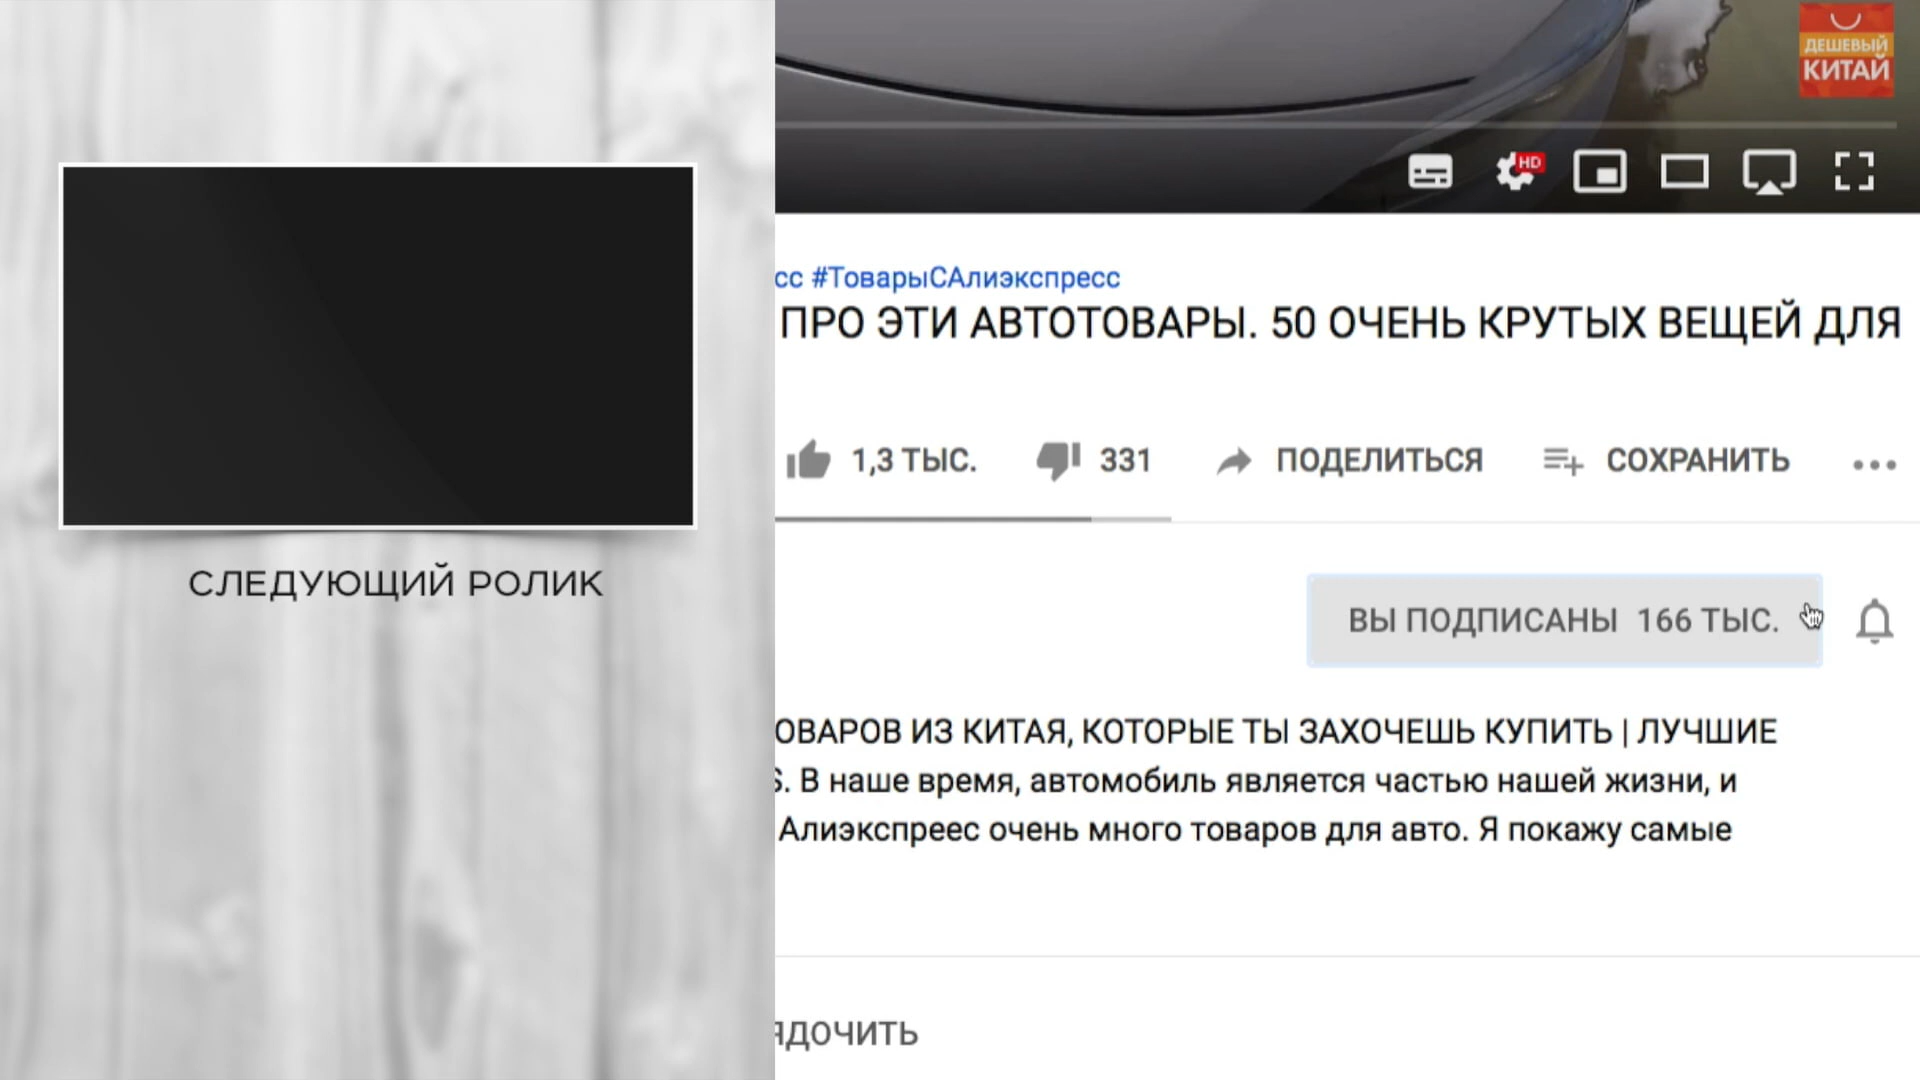 СЛЕДУЮЩИЙ РОЛИК
ДЕШЕВЫЙ
КИТАЙ
HD
сс #ТоварыСАлиэкспресс
ПРО ЭТИ АВТОТОВАРЫ. 50 ОЧЕНЬ КРУТЫХ ВЕЩЕЙ ДЛЯ
1,3 ТЫС. 331 ПОДЕЛИТЬСЯ СОХРАНИТЬ
ВЫ ПОДПИСАНЫ 166 ТЫС.
ОВАРОВ ИЗ КИТАЯ, КОТОРЫЕ ТЫ ЗАХОЧЕШЬ КУПИТЬ | ЛУЧШИЕ
S. В наше время, автомобиль является частью нашей жизни, и
Алиэкспреес очень много товаров для авто. Я покажу самые
ЯДОЧИТЬ